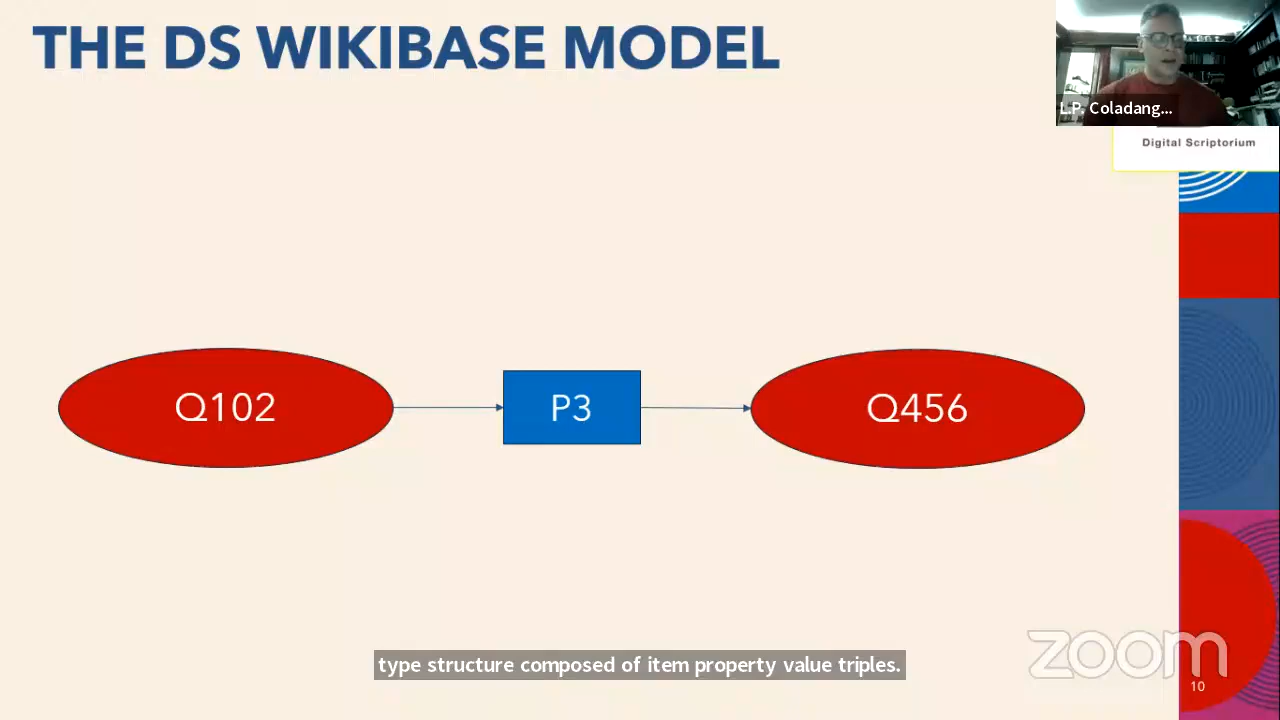 THE DS WIKIBASE MODEL
L.P. Coladang...
Digital Scriptorium
Q102
P3
Q456
type structure composed of item property value triples.
zoom
10